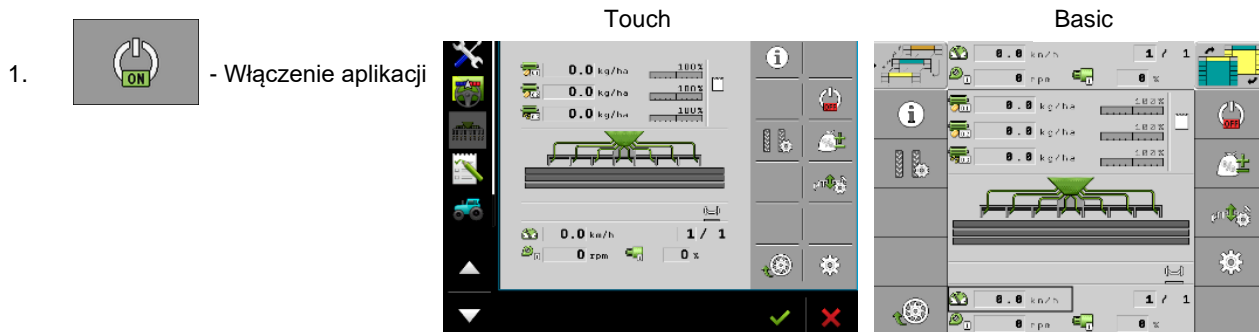 Touch
Basic
1.
ON
- Włączenie aplikacji
0.0 kg/ha 100%
0.0 kg/ha 100%
0.0 kg/ha 100%
i
OFF
%
0.0 km/h 1 / 1
0 rpm 0 %
0.0 km/h 1 / 1
0 rpm 0 %
i
0.0 kg/ha 100%
0.0 kg/ha 100%
0.0 kg/ha 100%
OFF
%
0.0 km/h 1 / 1
0 rpm 0 %